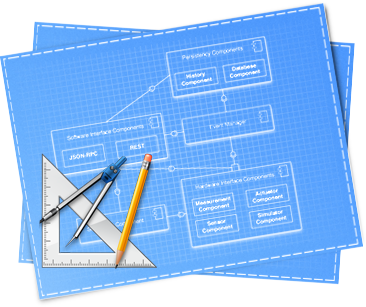 Persistency Components
History
Component
Database
Component
Software Interface Components
JSON-RPC
REST
Event Manager
Hardware Interface Components
Measurement
Component
Actuator
Component
Sensor
Component
Simulator
Component